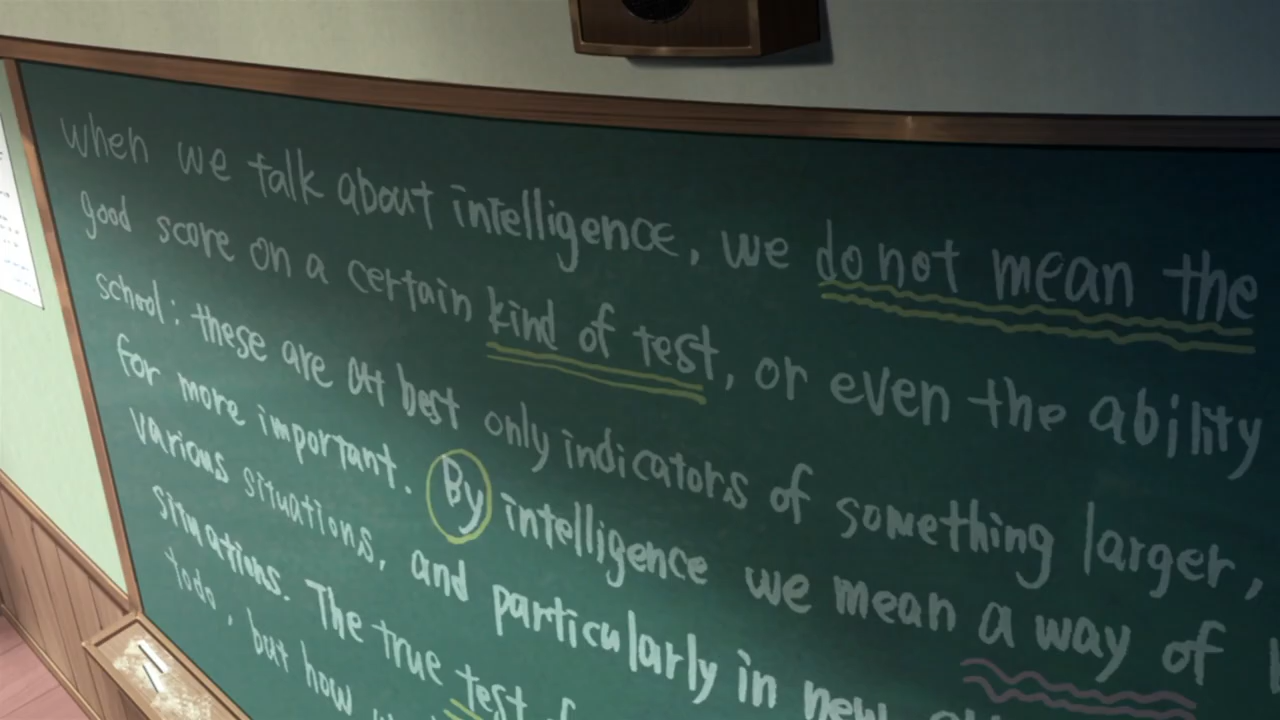 when we talk about intelligence, we do not mean the
good score on a certain kind of test, or even the ability
school: these are att best only indicators of something larger,
for more important. By intelligence we mean a way of
various situations, and particularly in new
situations. The true test
todo, but how